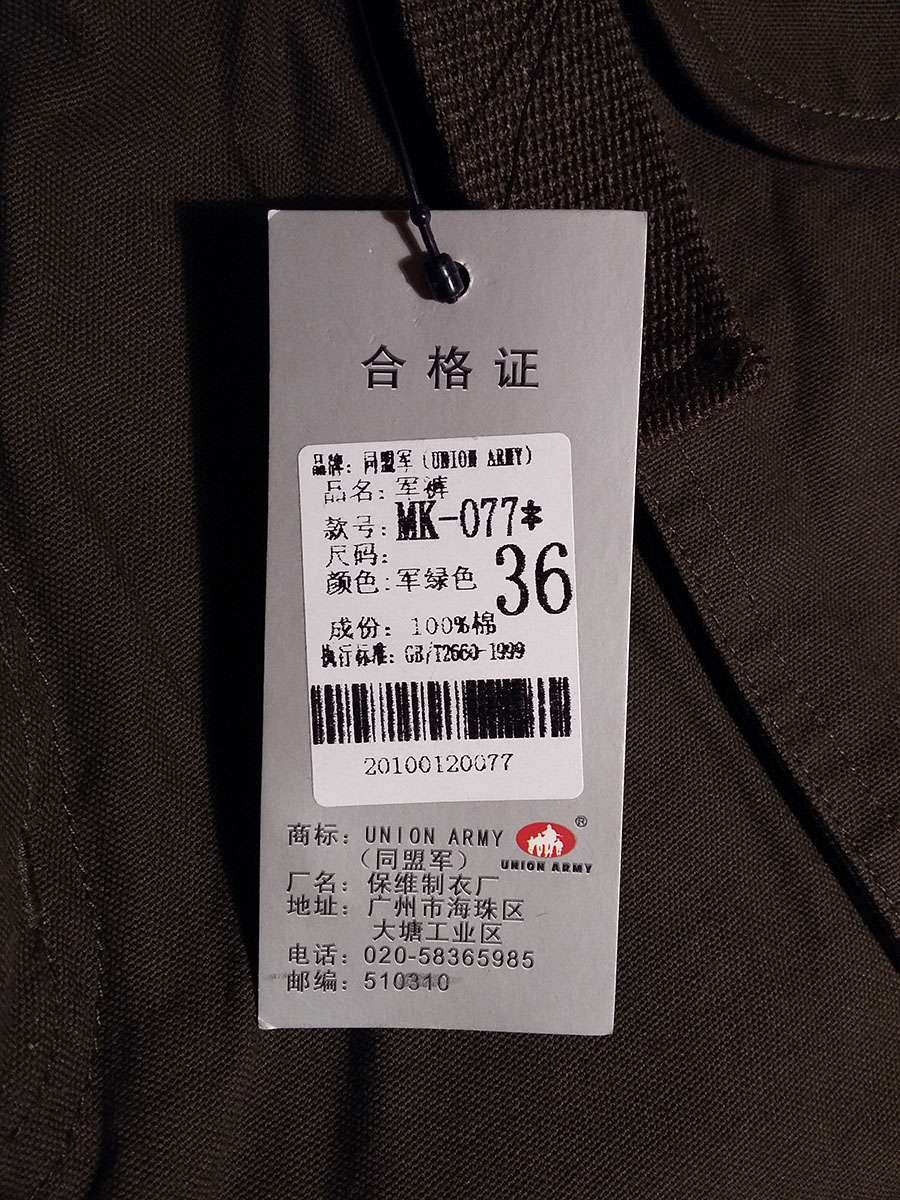 合格证
品牌：同盟军（UNION ARMY）
品名：军裤
款号：MK-077*
尺码：36
颜色：军绿色
成份：100%棉
执行标准：GB/T2660-1999
20100120077
商标：UNION ARMY
（同盟军）
®
UNION ARMY
厂名：保维制衣厂
地址：广州市海珠区
大塘工业区
电话：020-58365985
邮编：510310